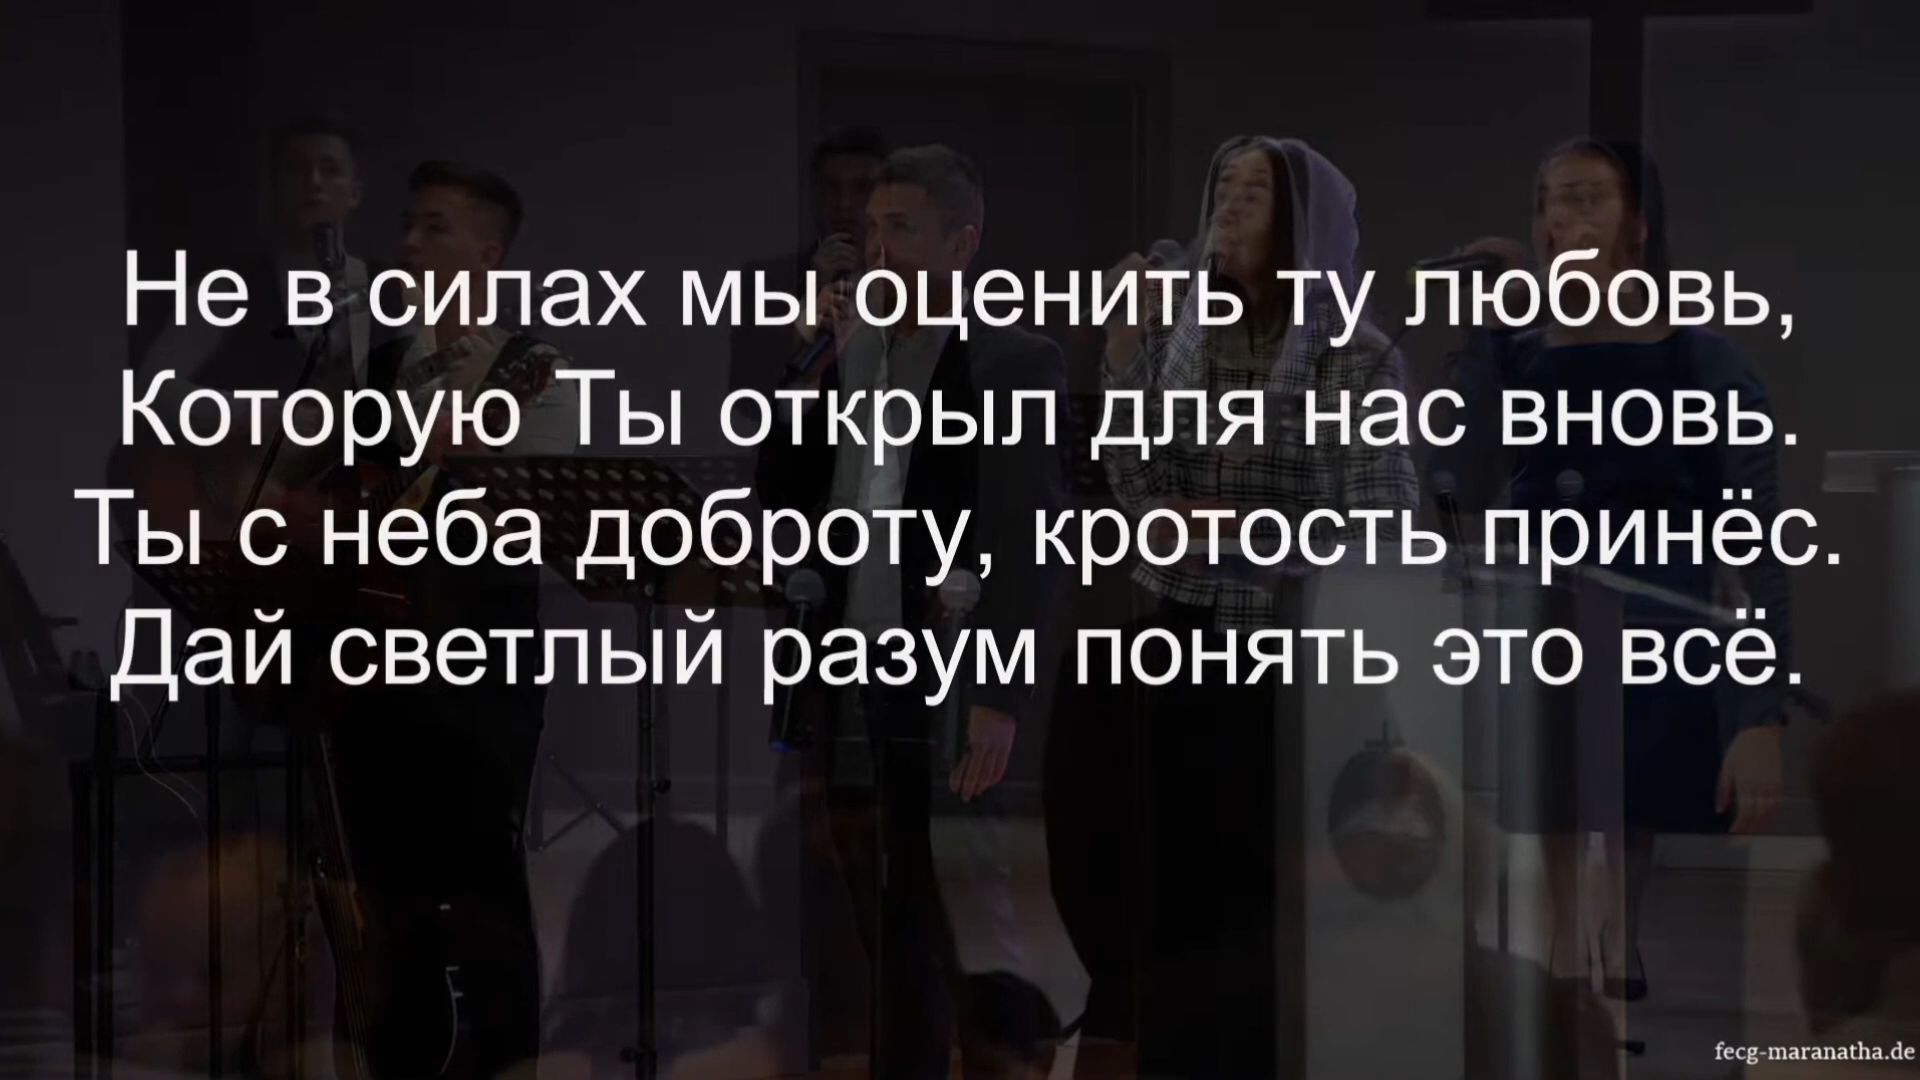 Не в силах мы оценить ту любовь,
Которую Ты открыл для нас вновь.
Ты с неба доброту, кротость принёс.
Дай светлый разум понять это всё.
fecg-maranatha.de